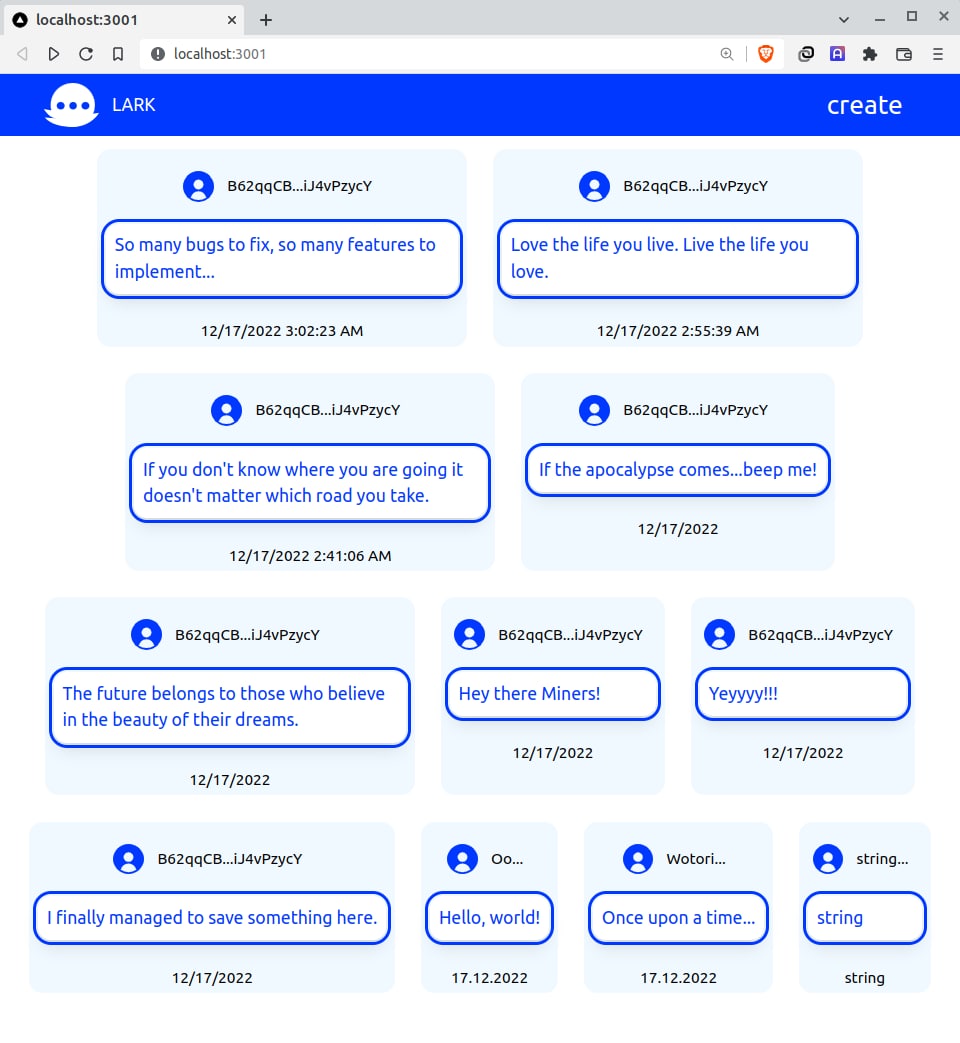 localhost:3001
localhost:3001
LARK
create
B62qqCB...iJ4vPzycY
So many bugs to fix, so many features to
implement...
12/17/2022 3:02:23 AM
B62qqCB...iJ4vPzycY
Love the life you live. Live the life you
love.
12/17/2022 2:55:39 AM
B62qqCB...iJ4vPzycY
If you don't know where you are going it
doesn't matter which road you take.
12/17/2022 2:41:06 AM
B62qqCB...iJ4vPzycY
If the apocalypse comes...beep me!
12/17/2022
B62qqCB...iJ4vPzycY
The future belongs to those who believe
in the beauty of their dreams.
12/17/2022
B62qqCB...iJ4vPzycY
Hey there Miners!
12/17/2022
B62qqCB...iJ4vPzycY
Yeyyyy!!!
12/17/2022
B62qqCB...iJ4vPzycY
I finally managed to save something here.
12/17/2022
Oo...
Hello, world!
17.12.2022
Wotori...
Once upon a time...
17.12.2022
string...
string
string